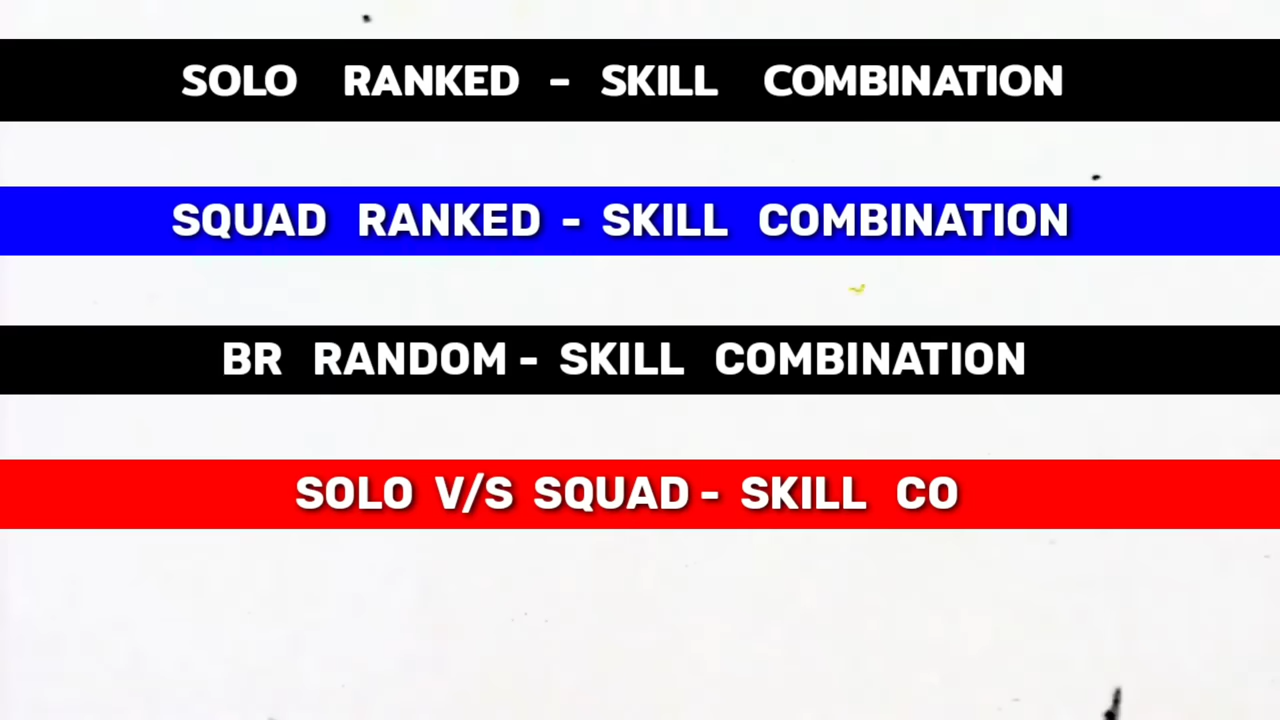 SOLO RANKED - SKILL COMBINATION
SQUAD RANKED - SKILL COMBINATION
BR RANDOM - SKILL COMBINATION
SOLO V/S SQUAD - SKILL CO